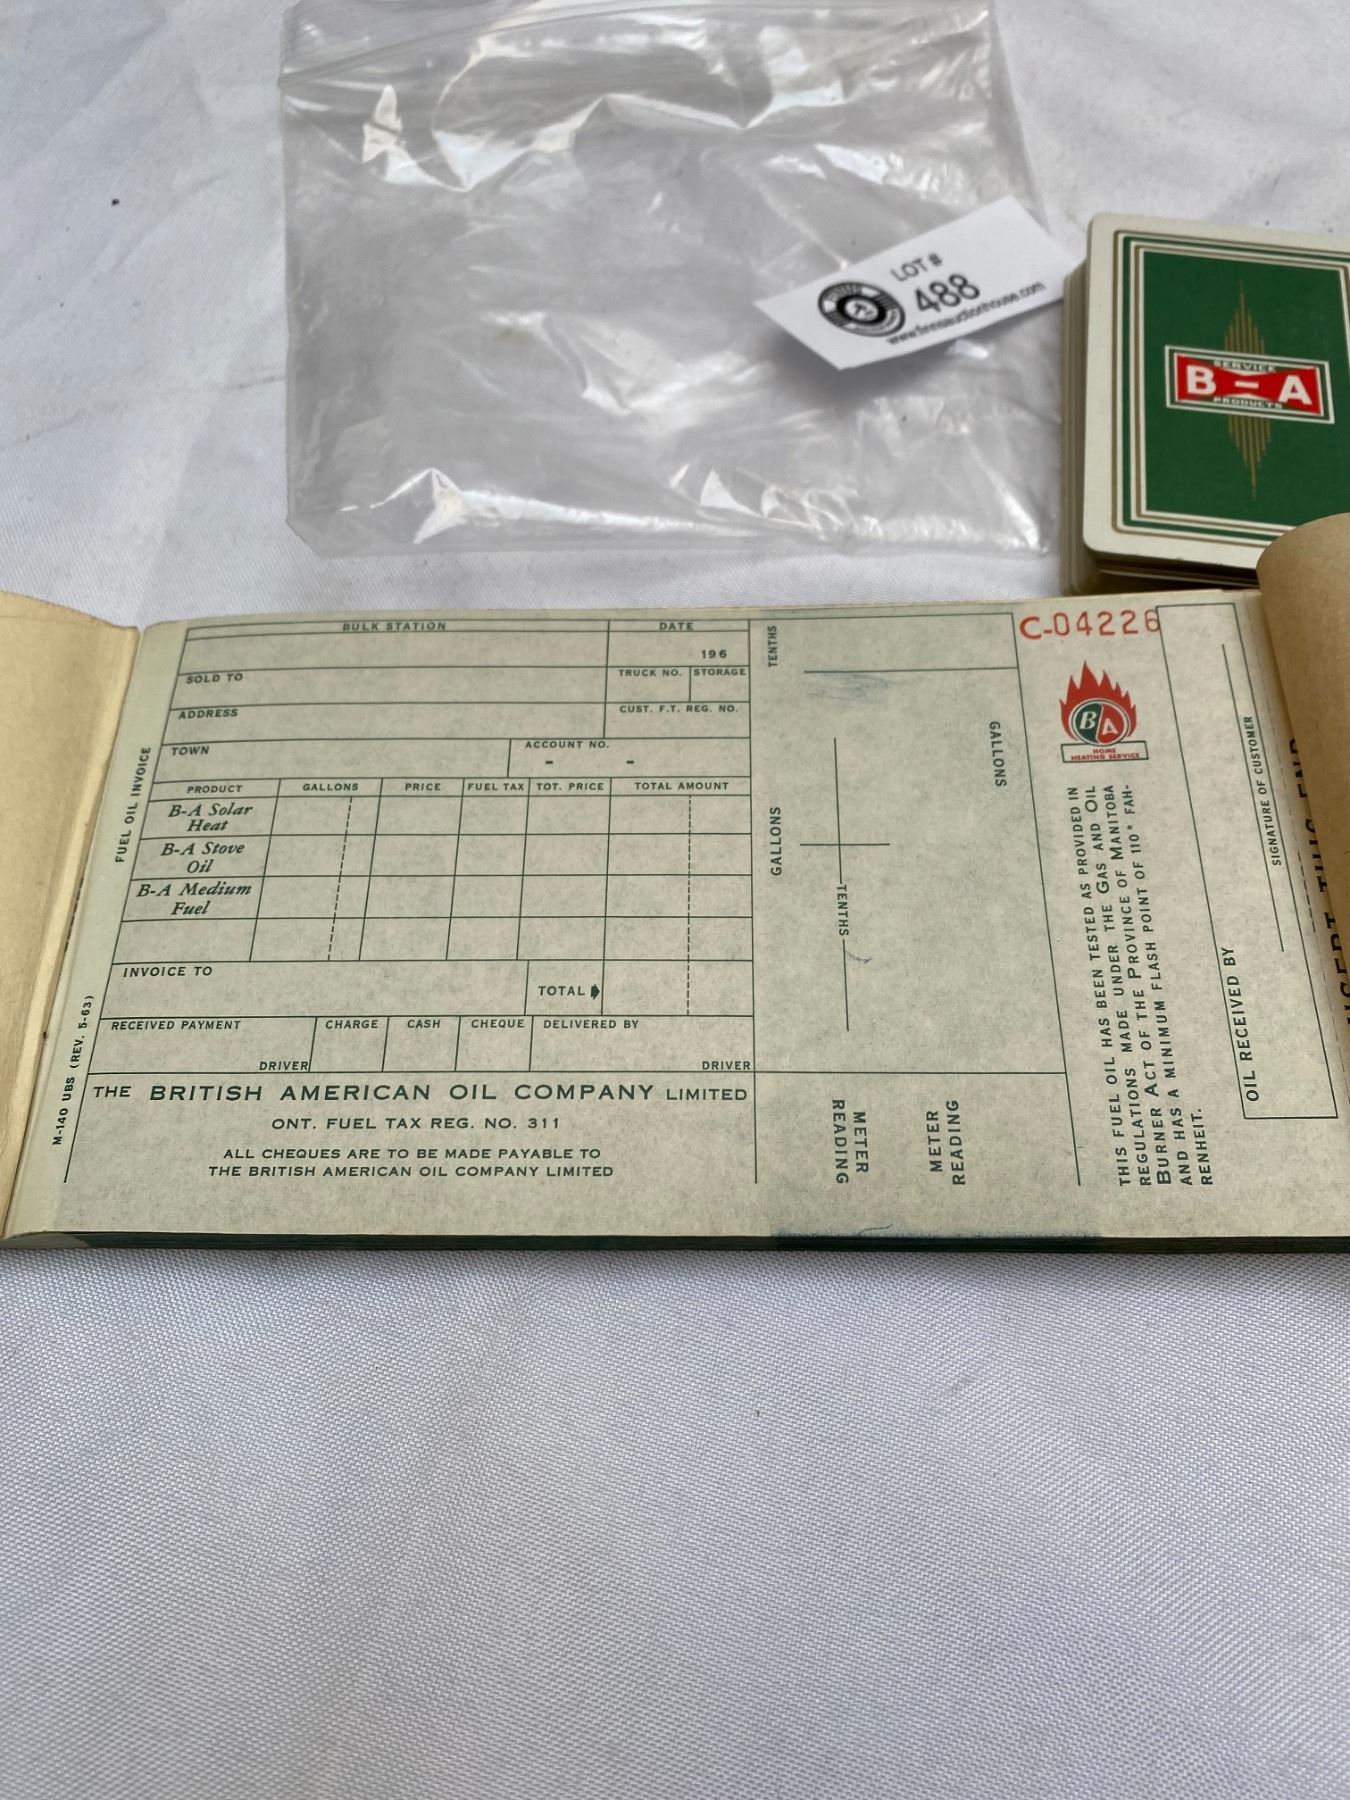 LOT #
488
www.fensauctionhouse.com
SERVICE
B-A
PRODUCTS
BULK STATION
DATE
196
SOLD TO
TRUCK NO.
STORAGE
ADDRESS
CUST. F.T. REG. NO.
TOWN
ACCOUNT NO.
- -
PRODUCT
GALLONS
PRICE
FUEL TAX
TOT. PRICE
TOTAL AMOUNT
B-A Solar
Heat
B-A Stove
Oil
B-A Medium
Fuel
INVOICE TO
TOTAL
RECEIVED PAYMENT
DRIVER
CHARGE
CASH
CHEQUE
DELIVERED BY
DRIVER
THE BRITISH AMERICAN OIL COMPANY LIMITED
ONT. FUEL TAX REG. NO. 311
ALL CHEQUES ARE TO BE MADE PAYABLE TO
THE BRITISH AMERICAN OIL COMPANY LIMITED
FUEL OIL INVOICE
M-140 UBS (REV. 5-63)
TENTHS
GALLONS
GALLONS
TENTHS
METER
READING
METER
READING
C-04226
BA
HOME
HEATING SERVICE
THIS FUEL OIL HAS BEEN TESTED AS PROVIDED IN
REGULATIONS MADE UNDER THE GAS AND OIL
BURNER ACT OF THE PROVINCE OF MANITOBA
AND HAS A MINIMUM FLASH POINT OF 110° FAH-
RENHEIT.
OIL RECEIVED BY
SIGNATURE OF CUSTOMER
THIS END